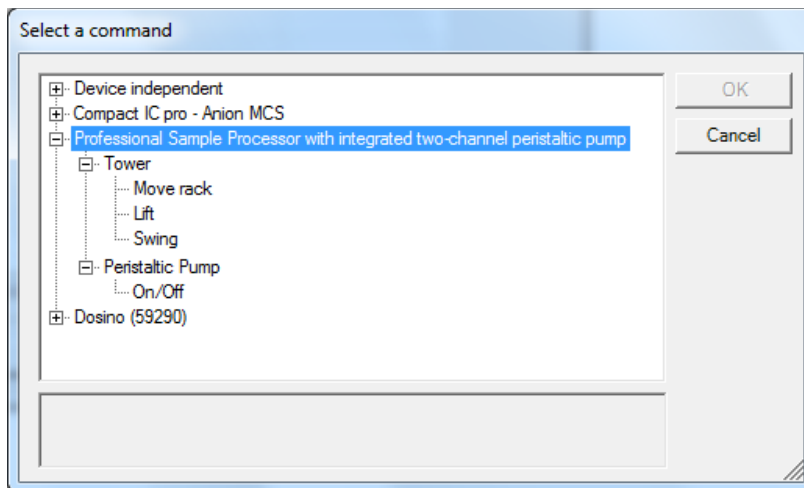 Select a command
Device independent
OK
Compact IC pro - Anion MCS
Professional Sample Processor with integrated two-channel peristaltic pump
Cancel
Tower
Move rack
Lift
Swing
Peristaltic Pump
On/Off
Dosino (59290)